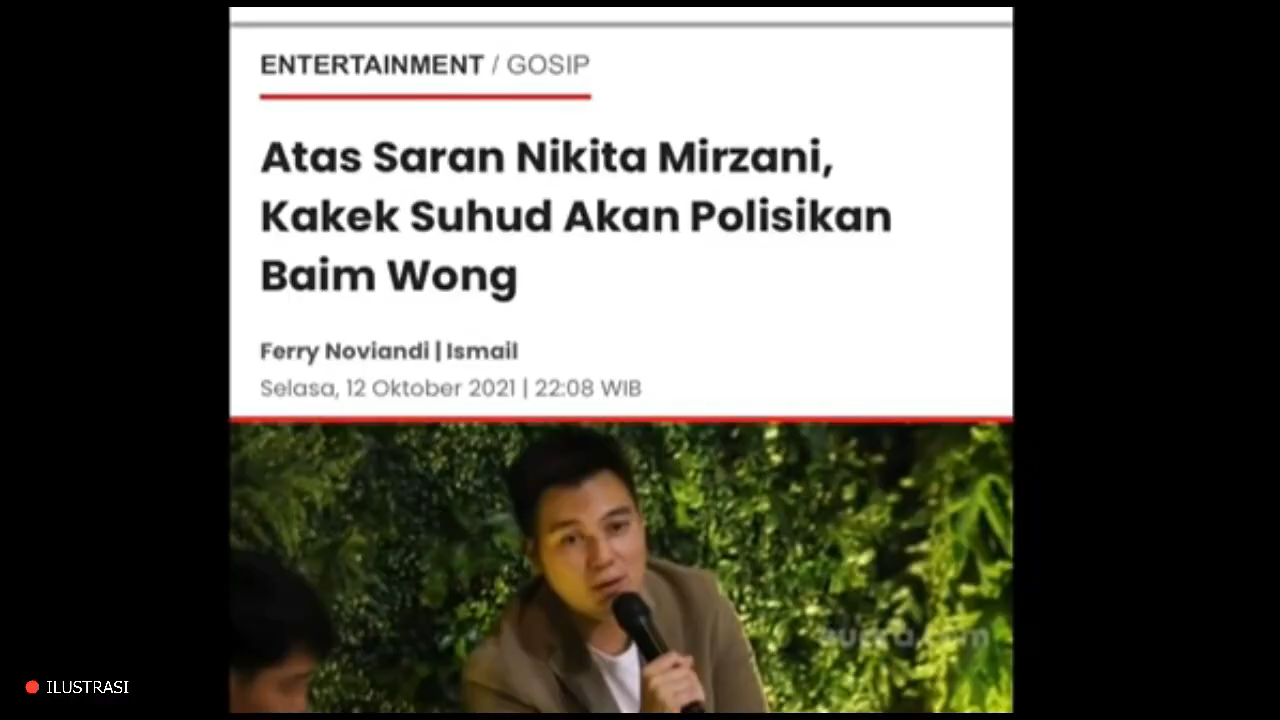 ENTERTAINMENT / GOSIP
Atas Saran Nikita Mirzani,
Kakek Suhud Akan Polisikan
Baim Wong
Ferry Noviandi | Ismail
Selasa, 12 Oktober 2021 | 22:08 WIB
ILUSTRASI